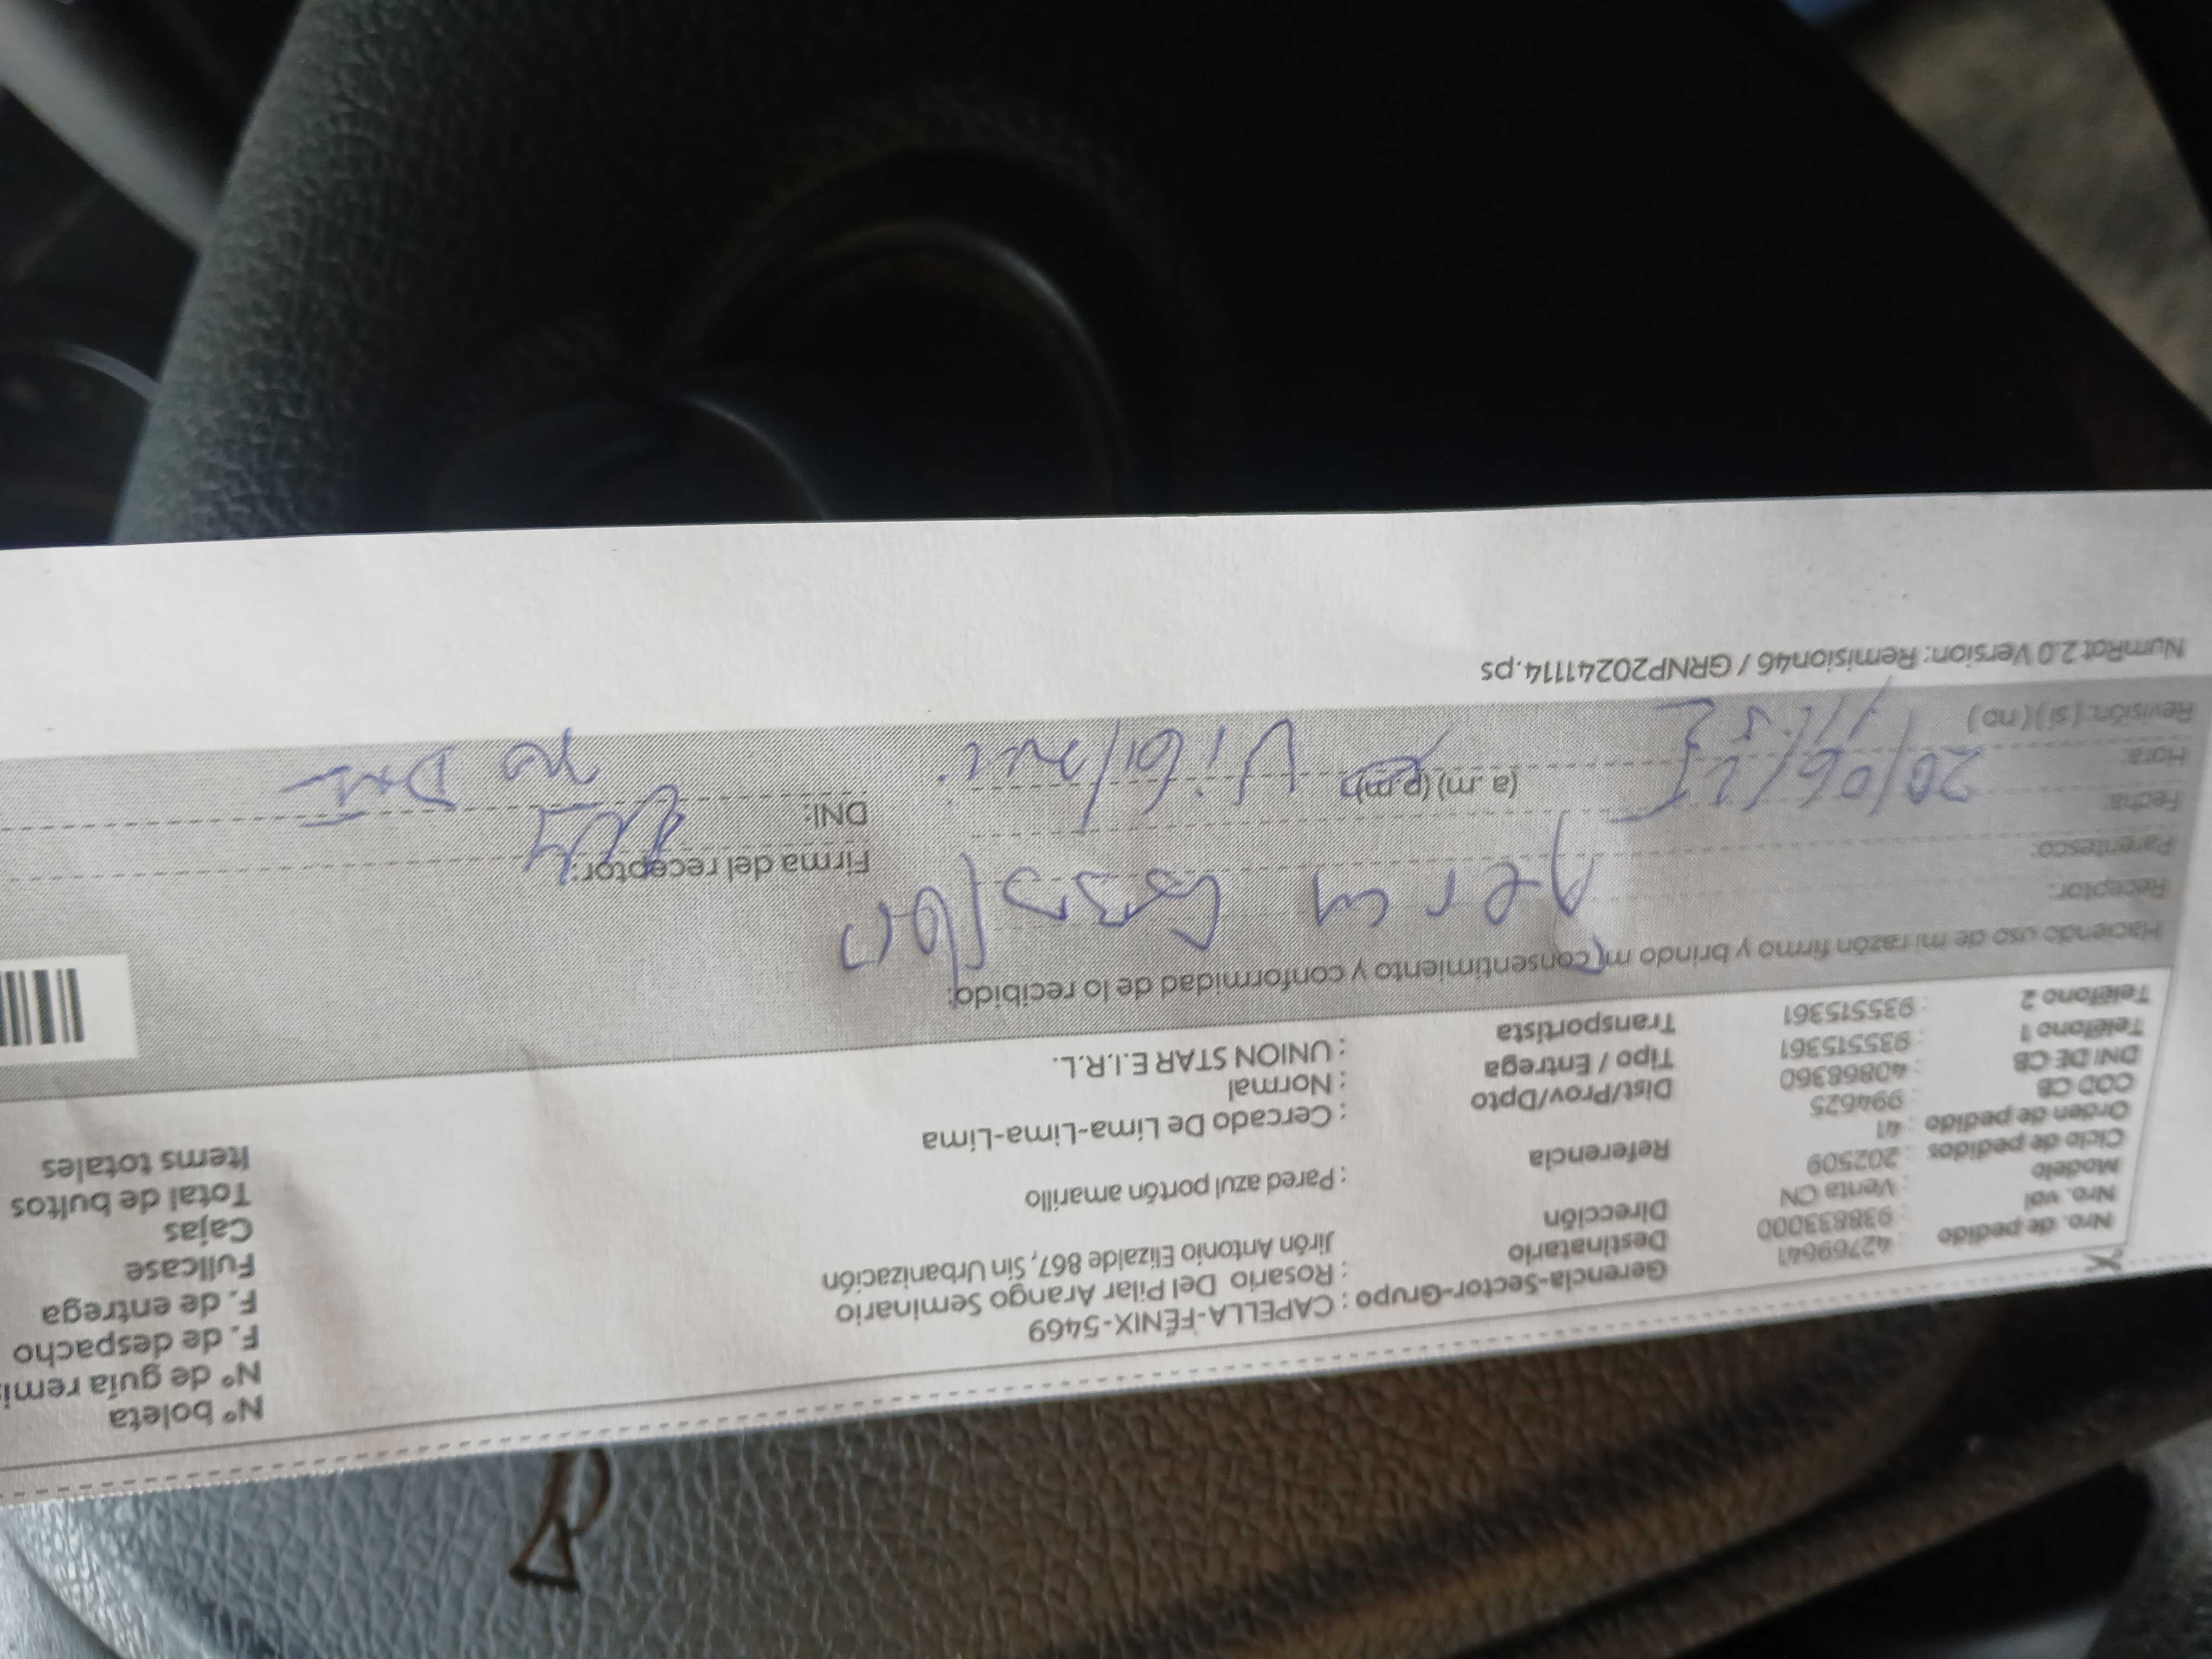 Nº boleta
Nº de guía remi
F. de despacho
F. de entrega
Fullcase
Cajas
Total de bultos
Items totales
Gerencia-Sector-Grupo : CAPELLA-FÉNIX-5469
Destinatario : Rosario Del Pilar Arango Seminario
Dirección Jirón Antonio Elizalde 867, Sin Urbanización
Referencia : Pared azul portón amarillo
Dist/Prov/Dpto : Cercado De Lima-Lima-Lima
Tipo / Entrega : Normal
Transportista : UNION STAR E.I.R.L.
Nro. de pedido : 42769641
Nro. vol : 938833000
Modelo : Venta CN
Ciclo de pedidos : 202509
Orden de pedido : 41
COD CB : 994625
DNI DE CB : 40868360
Teléfono 1 : 935515361
Teléfono 2 : 935515361
Haciendo uso de mi razón firmo y brindo mi consentimiento y conformidad de lo recibido:
Receptor:
Parentesco:
Fecha: 20/06/25
Hora: (a.m) (p.m)
Revisión: (si) (no)
Firma del receptor:
DNI: no DNI
NumRot 2.0 Version: Remision46 / GRNP20241114.ps